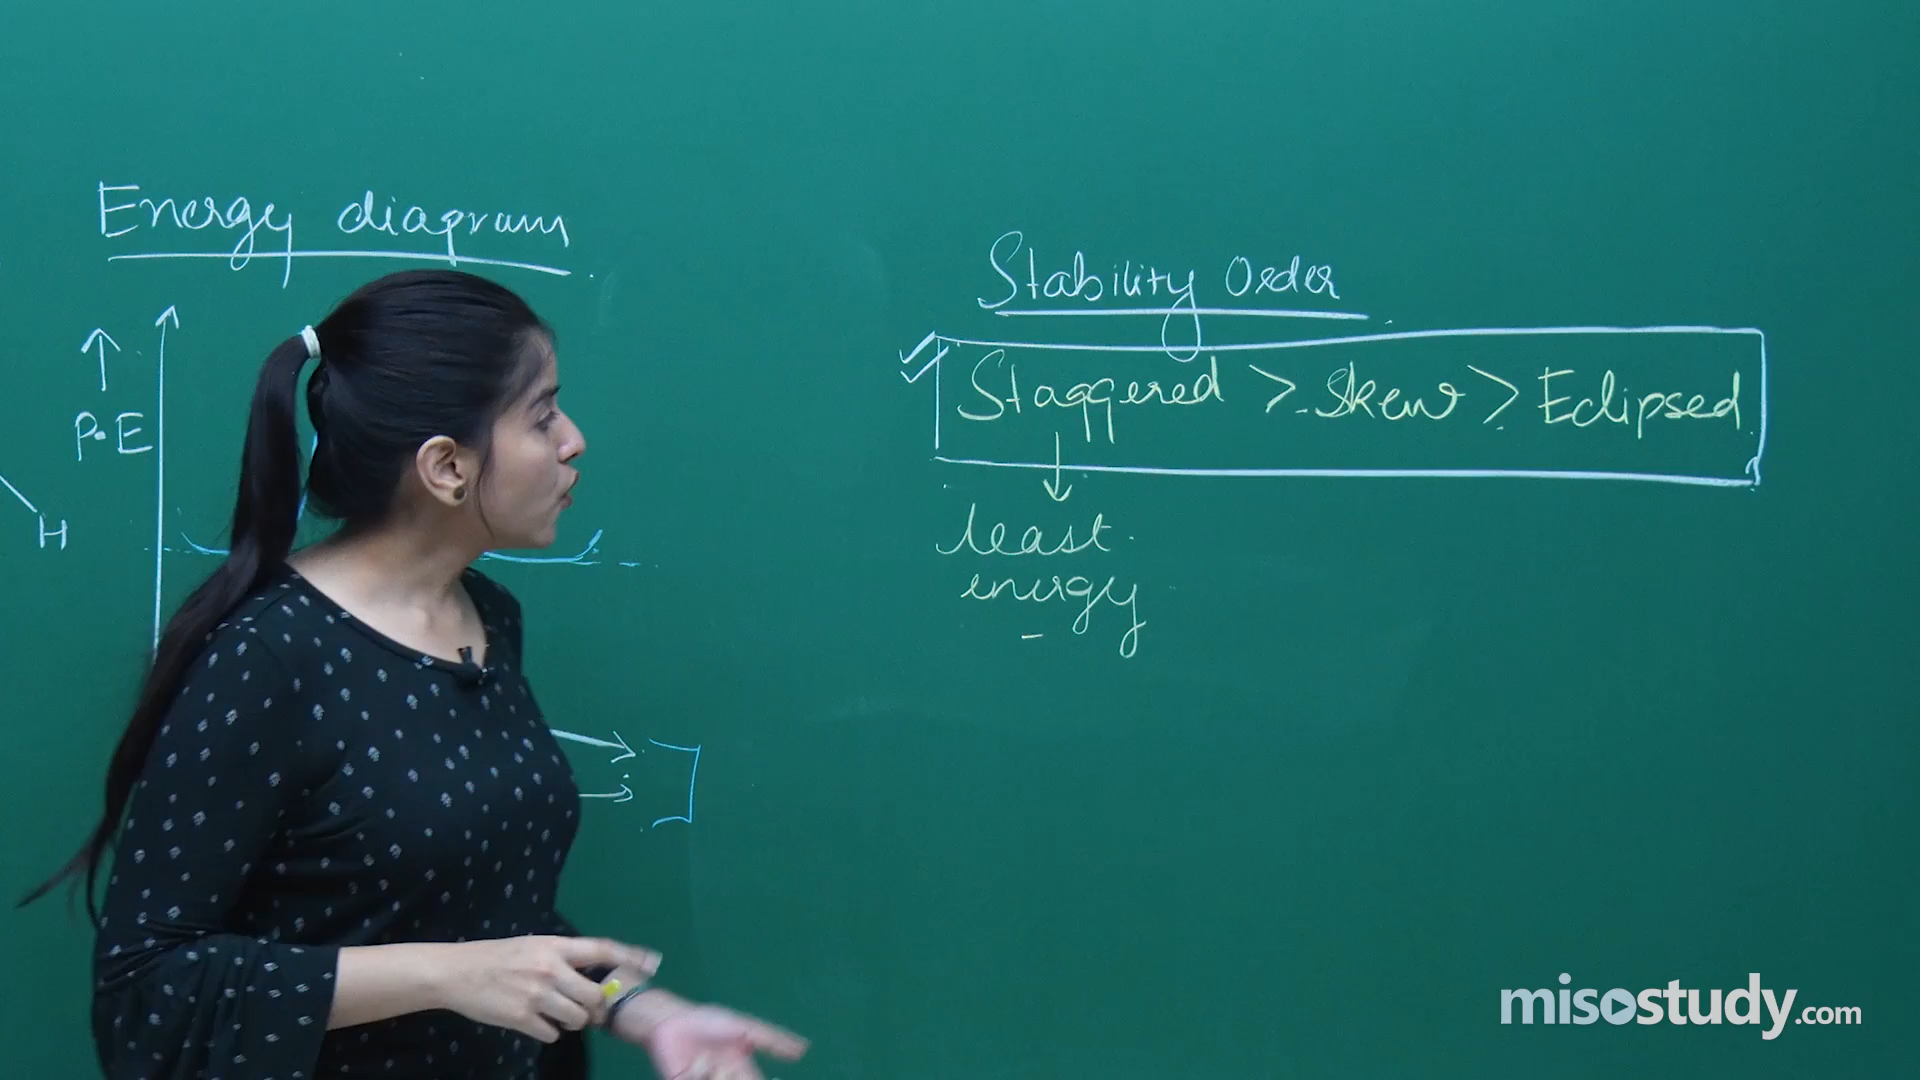 Energy diagram
P.E
H
Stability Order
Staggered > Skew > Eclipsed
least
energy
misostudy.com